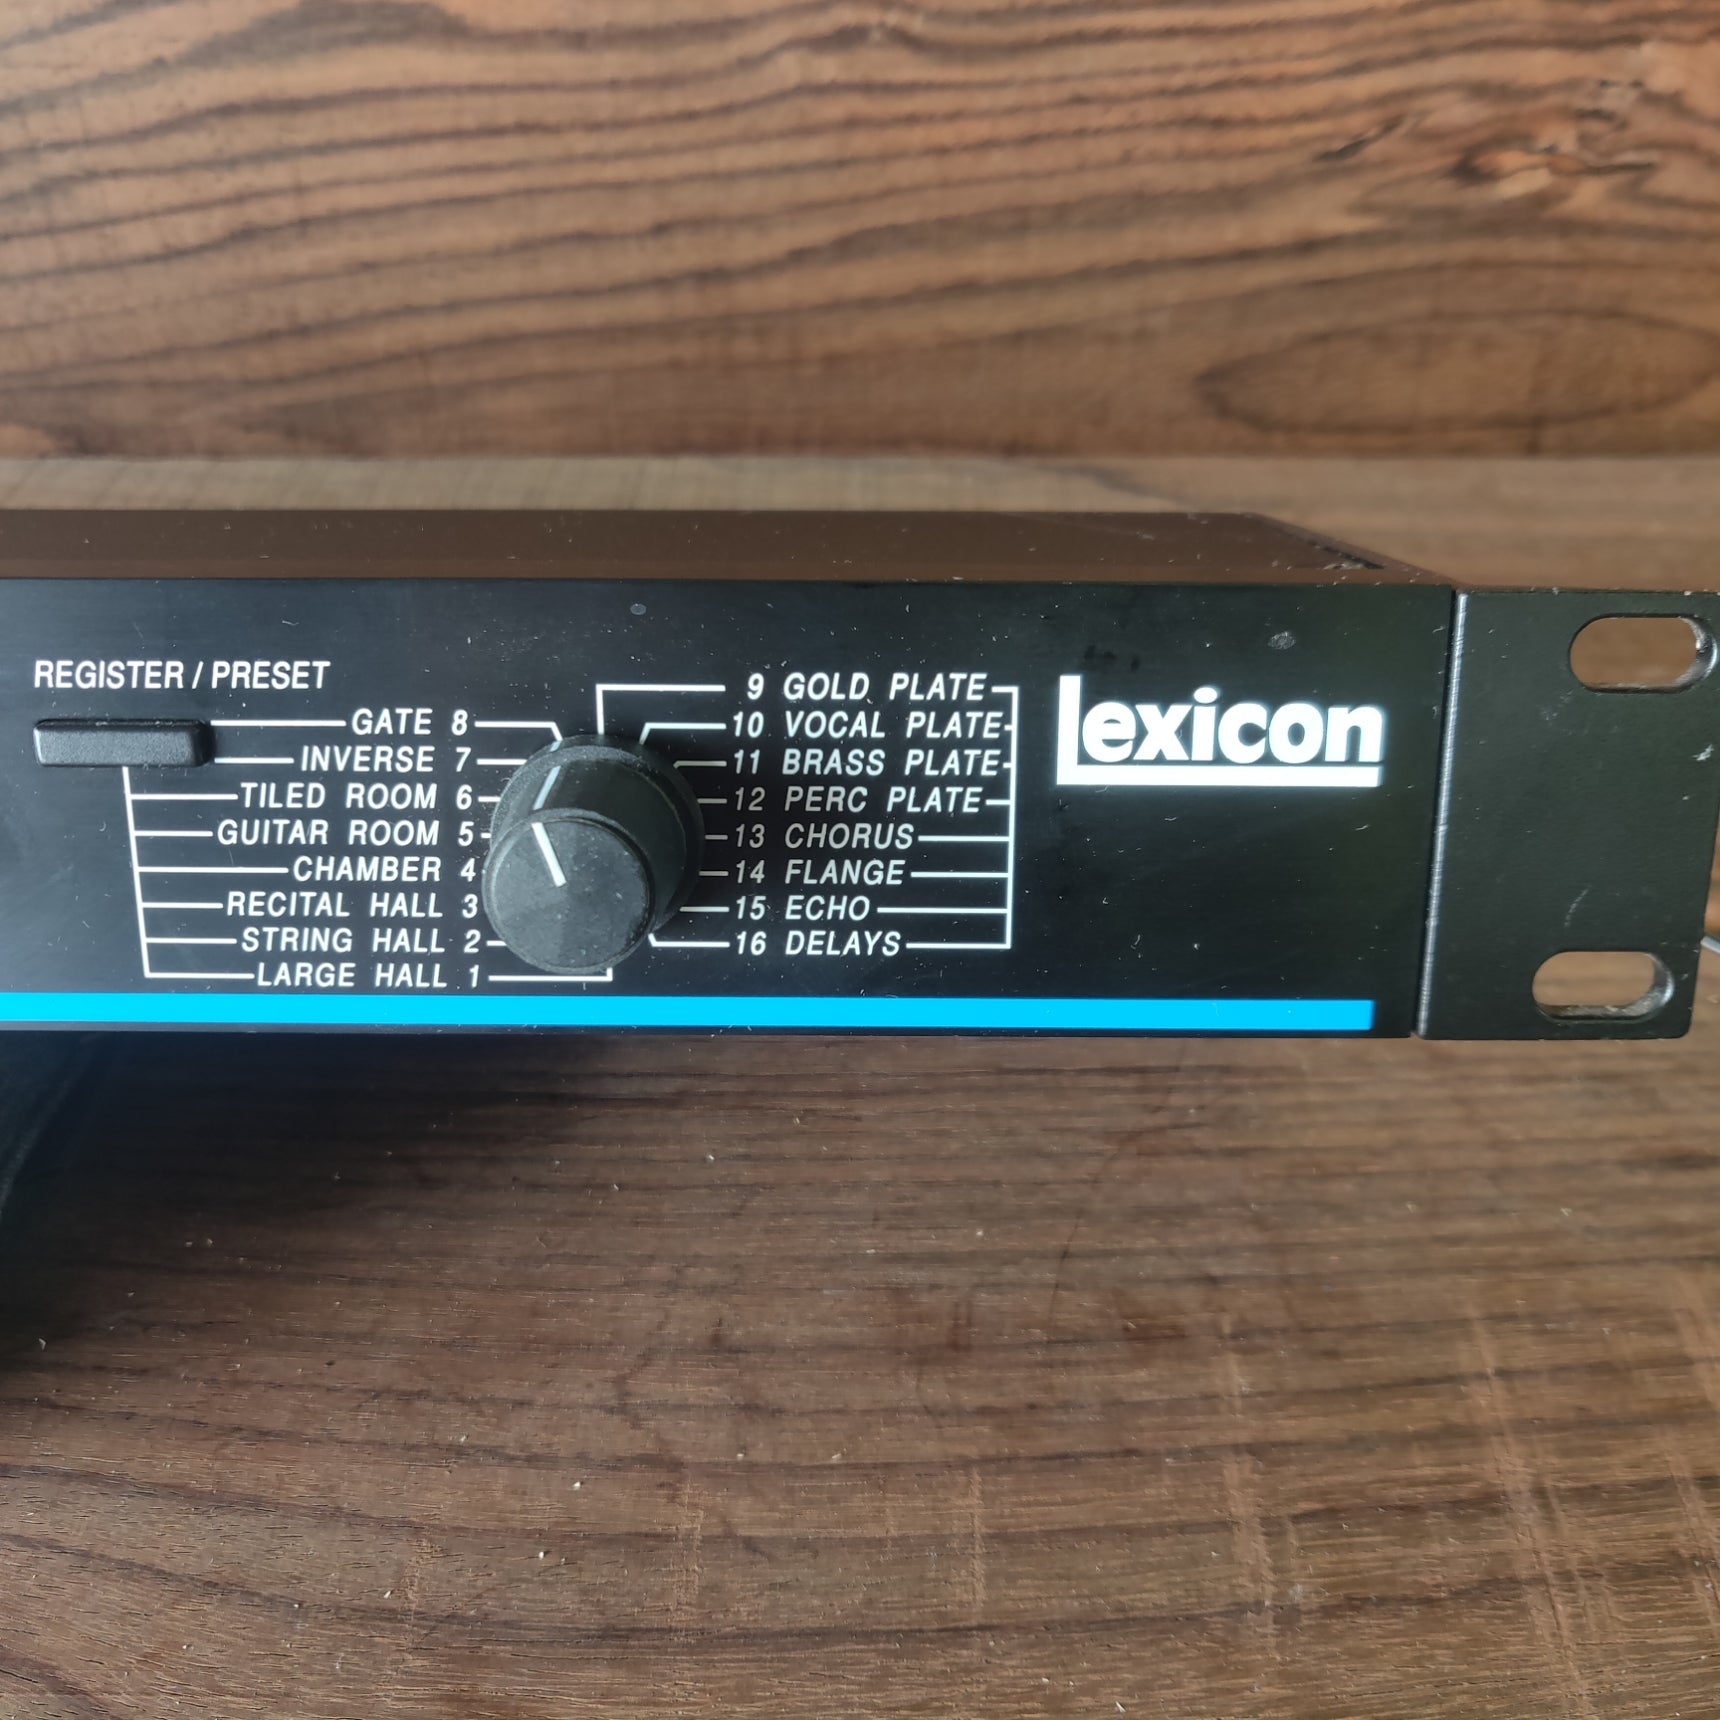 REGISTER / PRESET
GATE 8
INVERSE 7
TILED ROOM 6
GUITAR ROOM 5
CHAMBER 4
RECITAL HALL 3
STRING HALL 2
LARGE HALL 1
9 GOLD PLATE
10 VOCAL PLATE
11 BRASS PLATE
12 PERC PLATE
13 CHORUS
14 FLANGE
15 ECHO
16 DELAYS
lexicon